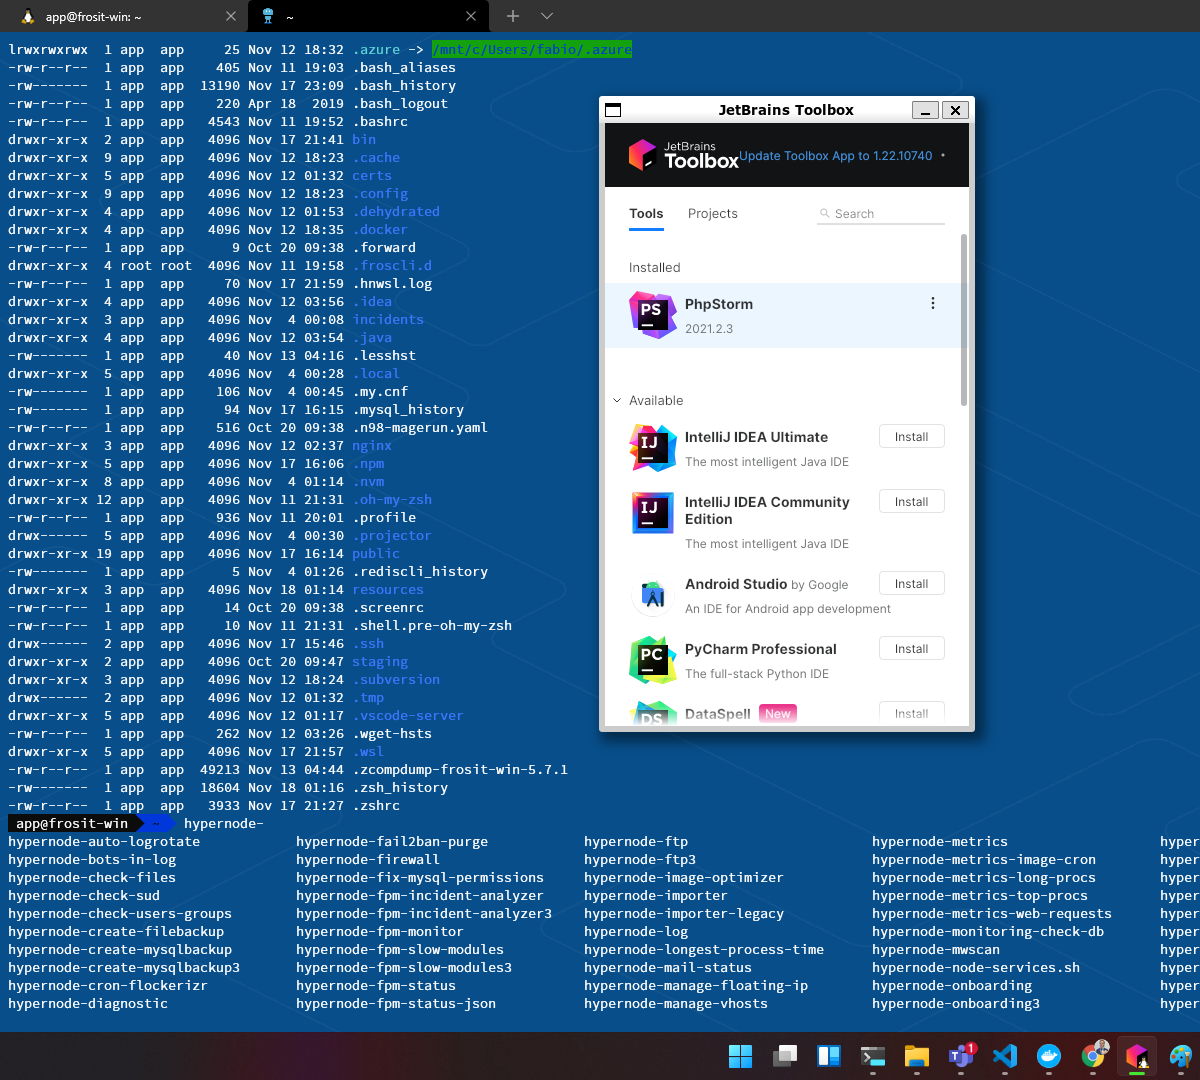 app@frosit-win: ~
~
lrwxrwxrwx  1 app  app     25 Nov 12 18:32 .azure -> /mnt/c/Users/fabio/.azure
-rw-r--r--  1 app  app    405 Nov 11 19:03 .bash_aliases
-rw-------  1 app  app  13190 Nov 17 23:09 .bash_history
-rw-r--r--  1 app  app    220 Apr 18  2019 .bash_logout
-rw-r--r--  1 app  app   4543 Nov 11 19:52 .bashrc
drwxr-xr-x  2 app  app   4096 Nov 17 21:41 bin
drwxr-xr-x  9 app  app   4096 Nov 12 18:23 .cache
drwxr-xr-x  5 app  app   4096 Nov 12 01:32 certs
drwxr-xr-x  9 app  app   4096 Nov 12 18:23 .config
drwxr-xr-x  4 app  app   4096 Nov 12 01:53 .dehydrated
drwxr-xr-x  4 app  app   4096 Nov 12 18:35 .docker
-rw-r--r--  1 app  app      9 Oct 20 09:38 .forward
drwxr-xr-x  4 root root  4096 Nov 11 19:58 .froscli.d
-rw-r--r--  1 app  app     70 Nov 17 21:59 .hnwsl.log
drwxr-xr-x  4 app  app   4096 Nov 12 03:56 .idea
drwxr-xr-x  3 app  app   4096 Nov  4 00:08 incidents
drwxr-xr-x  4 app  app   4096 Nov 12 03:54 .java
-rw-------  1 app  app     40 Nov 13 04:16 .lesshst
drwxr-xr-x  5 app  app   4096 Nov  4 00:28 .local
-rw-------  1 app  app    106 Nov  4 00:45 .my.cnf
-rw-------  1 app  app     94 Nov 17 16:15 .mysql_history
-rw-------  1 app  app    516 Oct 20 09:38 .n98-magerun.yaml
drwxr-xr-x  3 app  app   4096 Nov 12 02:37 nginx
drwxr-xr-x  5 app  app   4096 Nov 17 16:06 .npm
drwxr-xr-x  8 app  app   4096 Nov  4 01:14 .nvm
drwxr-xr-x 12 app  app   4096 Nov 11 21:31 .oh-my-zsh
-rw-r--r--  1 app  app    936 Nov 11 20:01 .profile
drwx------  5 app  app   4096 Nov  4 00:30 .projector
drwxr-xr-x 19 app  app   4096 Nov 17 16:14 public
-rw-------  1 app  app      5 Nov  4 01:26 .rediscli_history
drwxr-xr-x  3 app  app   4096 Nov 18 01:14 resources
-rw-r--r--  1 app  app     14 Oct 20 09:38 .screenrc
-rw-r--r--  1 app  app     10 Nov 11 21:31 .shell.pre-oh-my-zsh
drwx------  2 app  app   4096 Nov 17 15:46 .ssh
drwxr-xr-x  2 app  app   4096 Oct 20 09:47 staging
drwxr-xr-x  3 app  app   4096 Nov 12 18:24 .subversion
drwx------  2 app  app   4096 Nov 12 01:32 .tmp
drwxr-xr-x  5 app  app   4096 Nov 12 01:17 .vscode-server
-rw-r--r--  1 app  app    262 Nov 12 03:26 .wget-hsts
drwxr-xr-x  5 app  app   4096 Nov 17 21:57 .wsl
-rw-r--r--  1 app  app  49213 Nov 13 04:44 .zcompdump-frosit-win-5.7.1
-rw-------  1 app  app  18604 Nov 18 01:16 .zsh_history
-rw-r--r--  1 app  app   3933 Nov 17 21:27 .zshrc
app@frosit-win  ~  hypernode-
hypernode-auto-logrotate  hypernode-fail2ban-purge  hypernode-ftp  hypernode-metrics  hyper
hypernode-bots-in-log  hypernode-firewall  hypernode-ftp3  hypernode-metrics-image-cron  hyper
hypernode-check-files  hypernode-fix-mysql-permissions  hypernode-image-optimizer  hypernode-metrics-long-procs  hyper
hypernode-check-sud  hypernode-fpm-incident-analyzer  hypernode-importer  hypernode-metrics-top-procs  hyper
hypernode-check-users-groups  hypernode-fpm-incident-analyzer3  hypernode-importer-legacy  hypernode-metrics-web-requests  hyper
hypernode-create-filebackup  hypernode-fpm-monitor  hypernode-log  hypernode-monitoring-check-db  hyper
hypernode-create-mysqlbackup  hypernode-fpm-slow-modules  hypernode-longest-process-time  hypernode-mwscan  hyper
hypernode-create-mysqlbackup3  hypernode-fpm-slow-modules3  hypernode-mail-status  hypernode-node-services.sh  hyper
hypernode-cron-flockerizr  hypernode-fpm-status  hypernode-manage-floating-ip  hypernode-onboarding  hyper
hypernode-diagnostic  hypernode-fpm-status-json  hypernode-manage-vhosts  hypernode-onboarding3  hyper
JetBrains Toolbox
JetBrains
Toolbox
Update Toolbox App to 1.22.10740
Tools  Projects  Search
Installed
PS
PhpStorm
2021.2.3
Available
IJ
IntelliJ IDEA Ultimate  Install
The most intelligent Java IDE
IJ
IntelliJ IDEA Community  Install
Edition
The most intelligent Java IDE
Android Studio by Google  Install
An IDE for Android app development
PC
PyCharm Professional  Install
The full-stack Python IDE
DS
DataSpell  New  Install
1